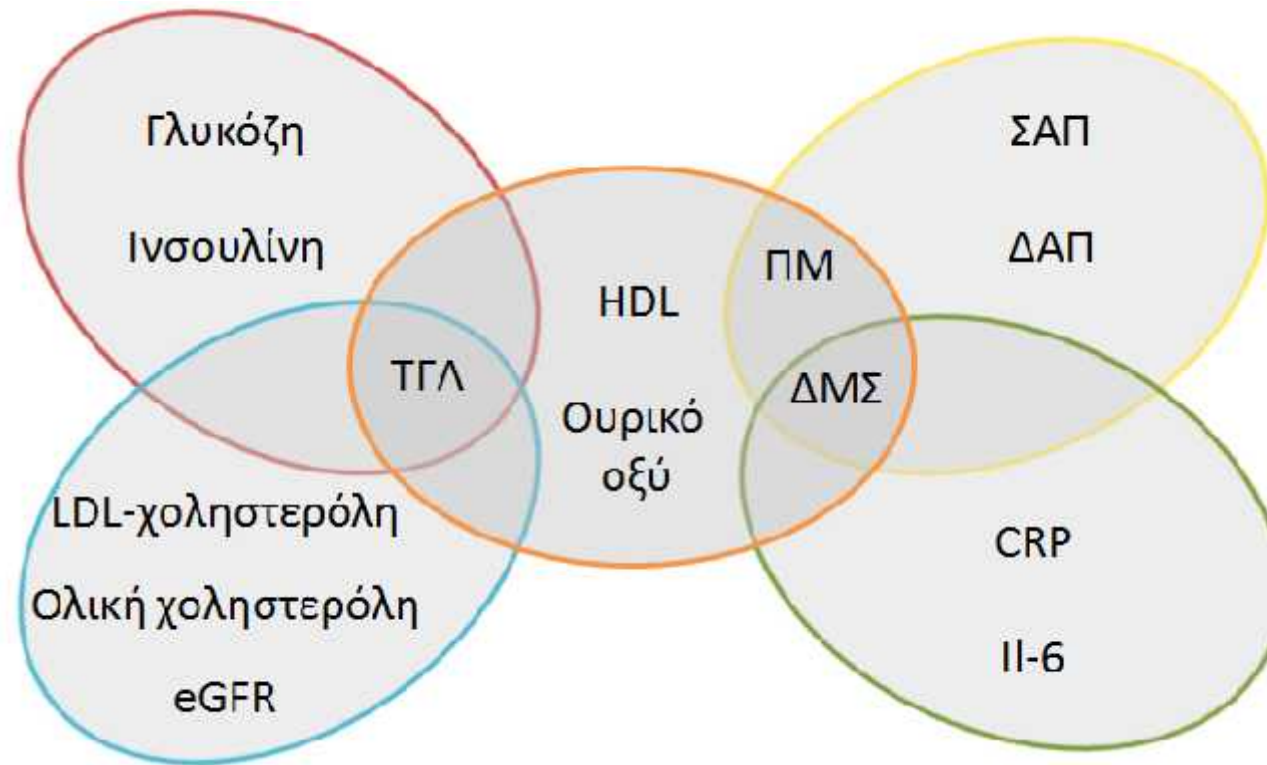 Γλυκόζη
Ινσουλίνη
ΤΓΛ
LDL-χοληστερόλη
Ολική χοληστερόλη
eGFR
HDL
Ουρικό
οξύ
ΠΜ
ΔΜΣ
ΣΑΠ
ΔΑΠ
CRP
Il-6